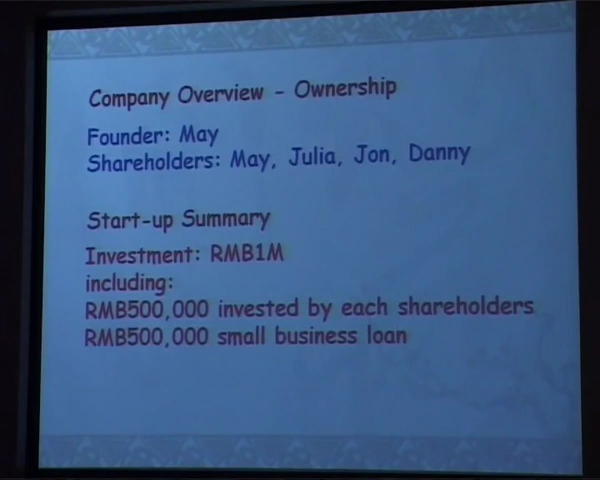 Company Overview - Ownership
Founder: May
Shareholders: May, Julia, Jon, Danny
Start-up Summary
Investment: RMB1M
including:
RMB500,000 invested by each shareholders
RMB500,000 small business loan